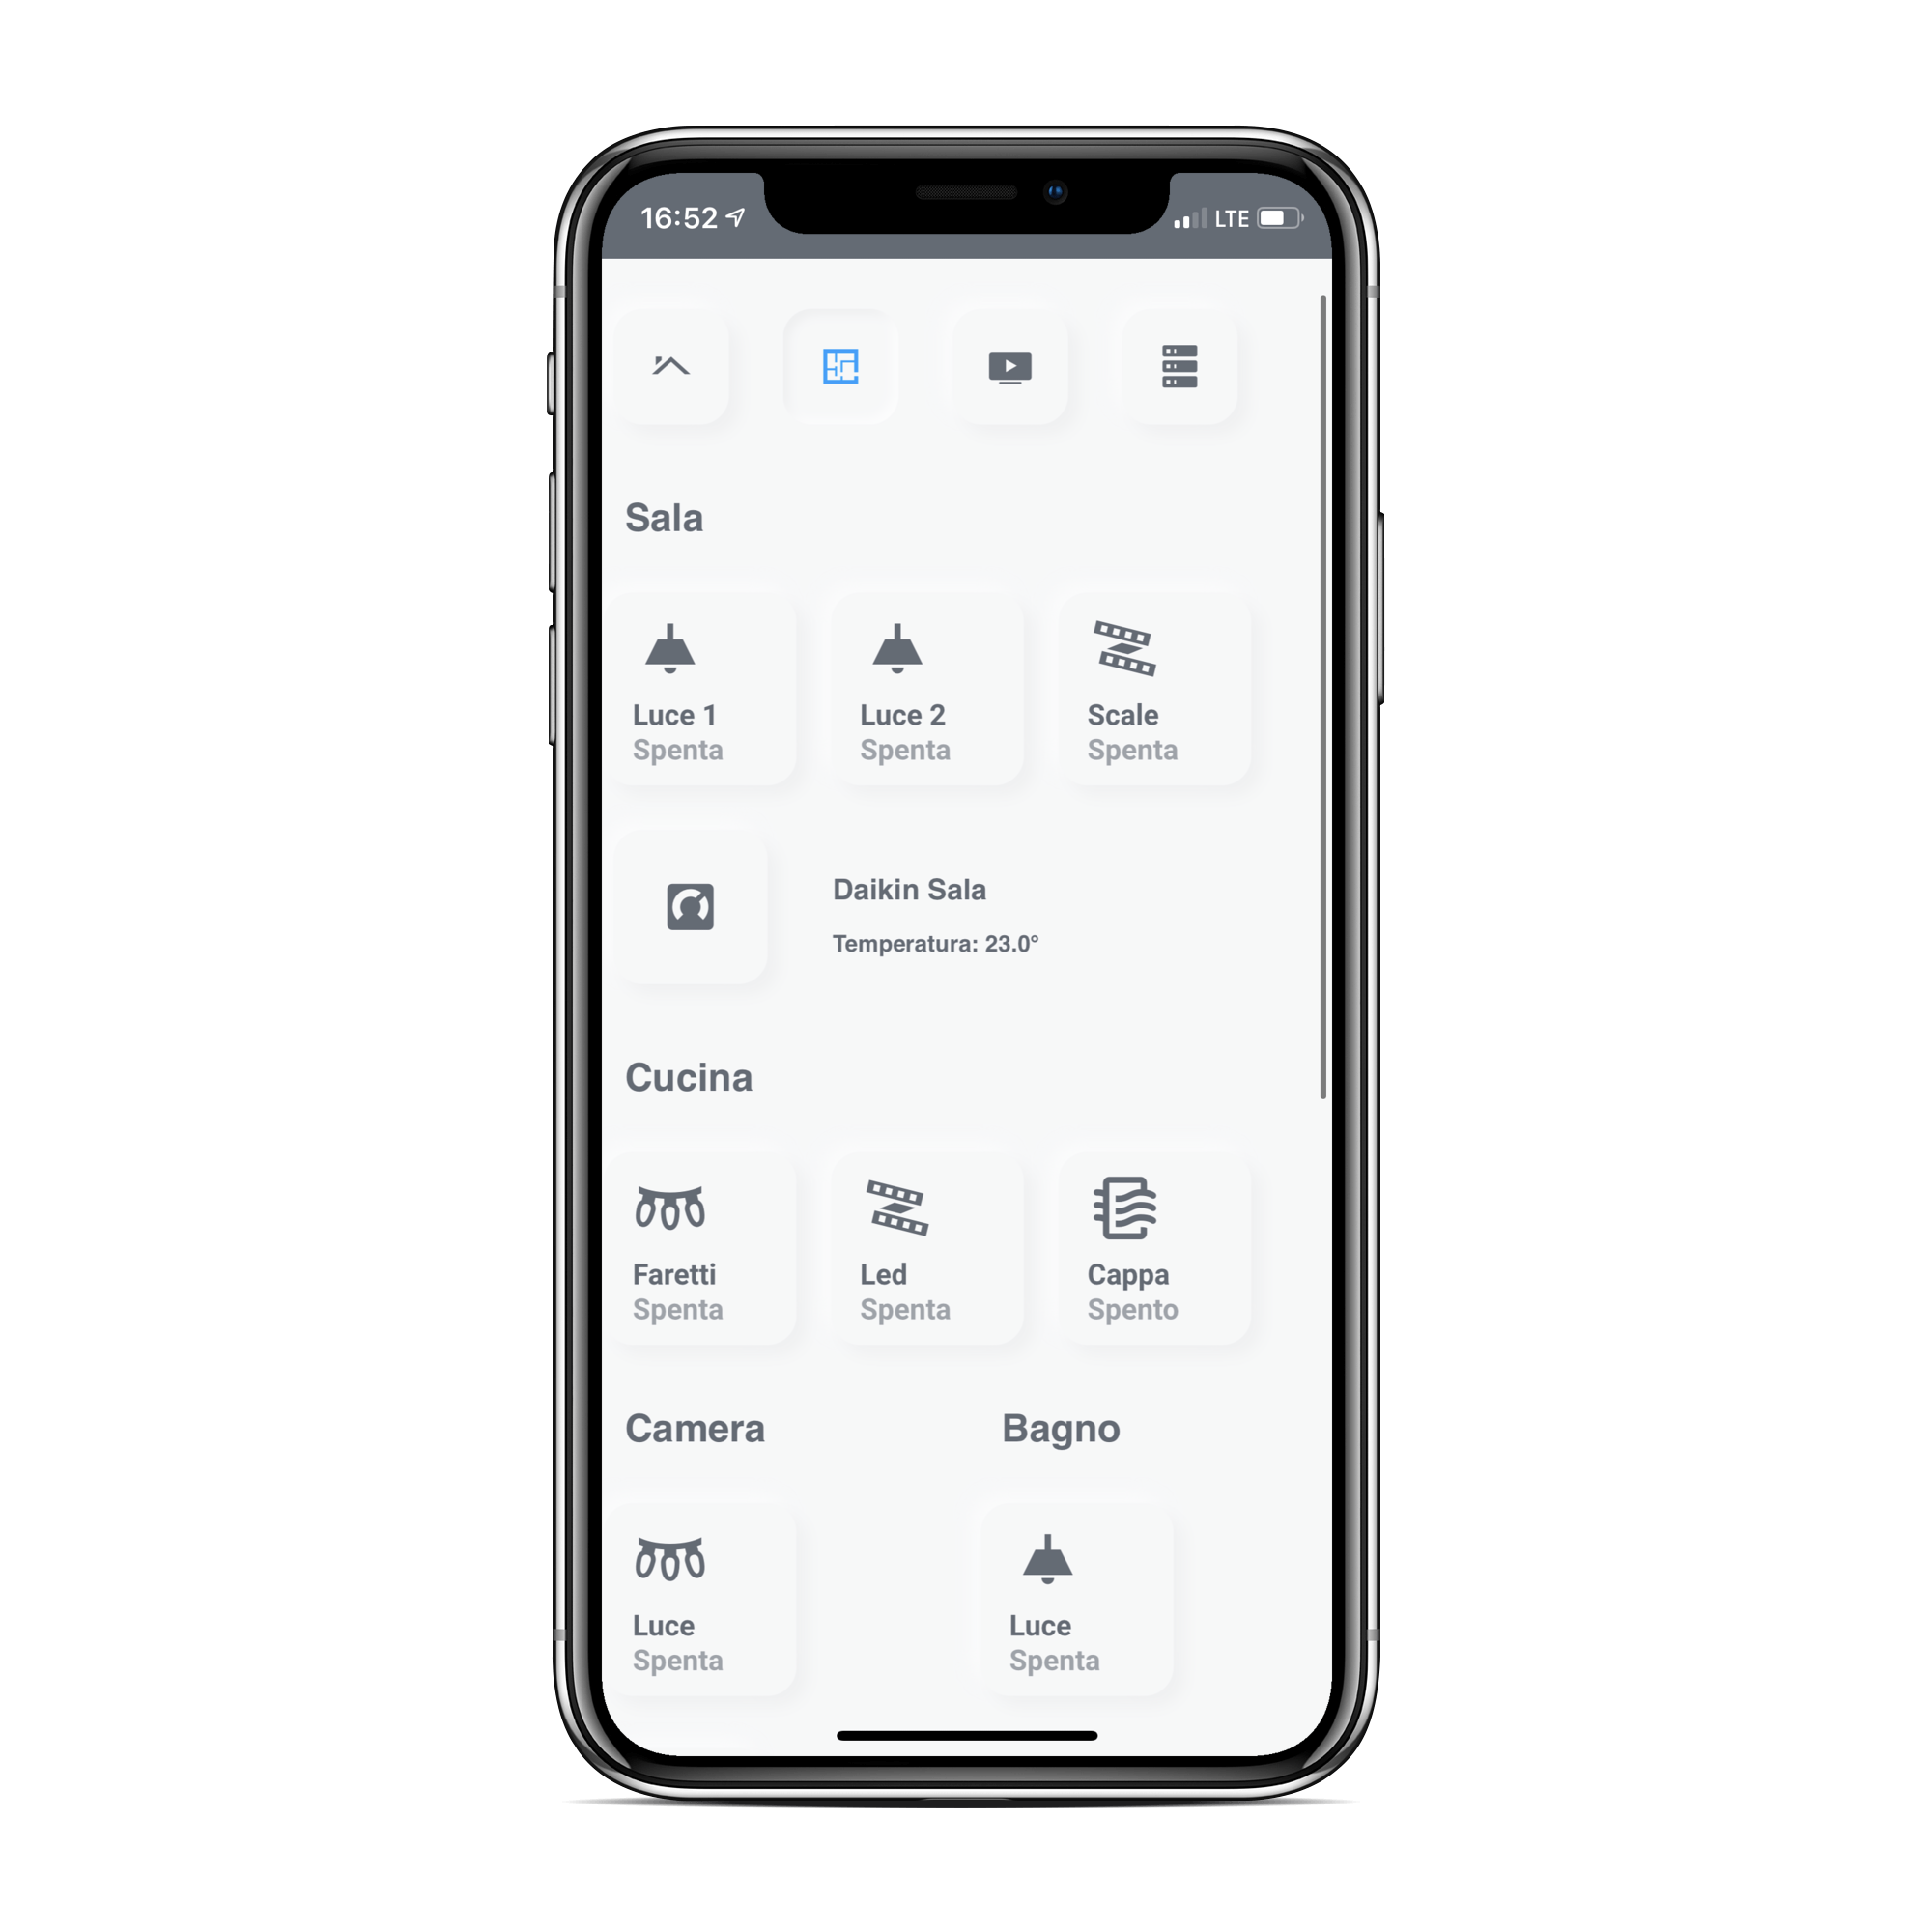 16:52 LTE
Sala
Luce 1 Luce 2 Scale
Spenta Spenta Spenta
Daikin Sala
Temperatura: 23.0°
Cucina
Faretti Led Cappa
Spenta Spenta Spento
Camera Bagno
Luce Luce
Spenta Spenta